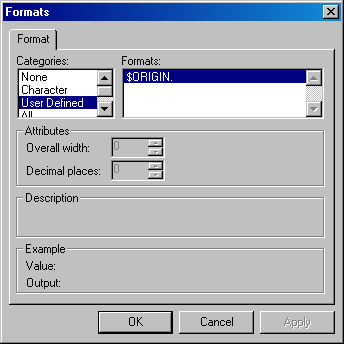 Formats
Format
Categories:
Formats:
None
Character
User Defined
All
$ORIGIN.
Attributes
Overall width:
0
Decimal places:
0
Description
Example
Value:
Output:
OK
Cancel
Apply